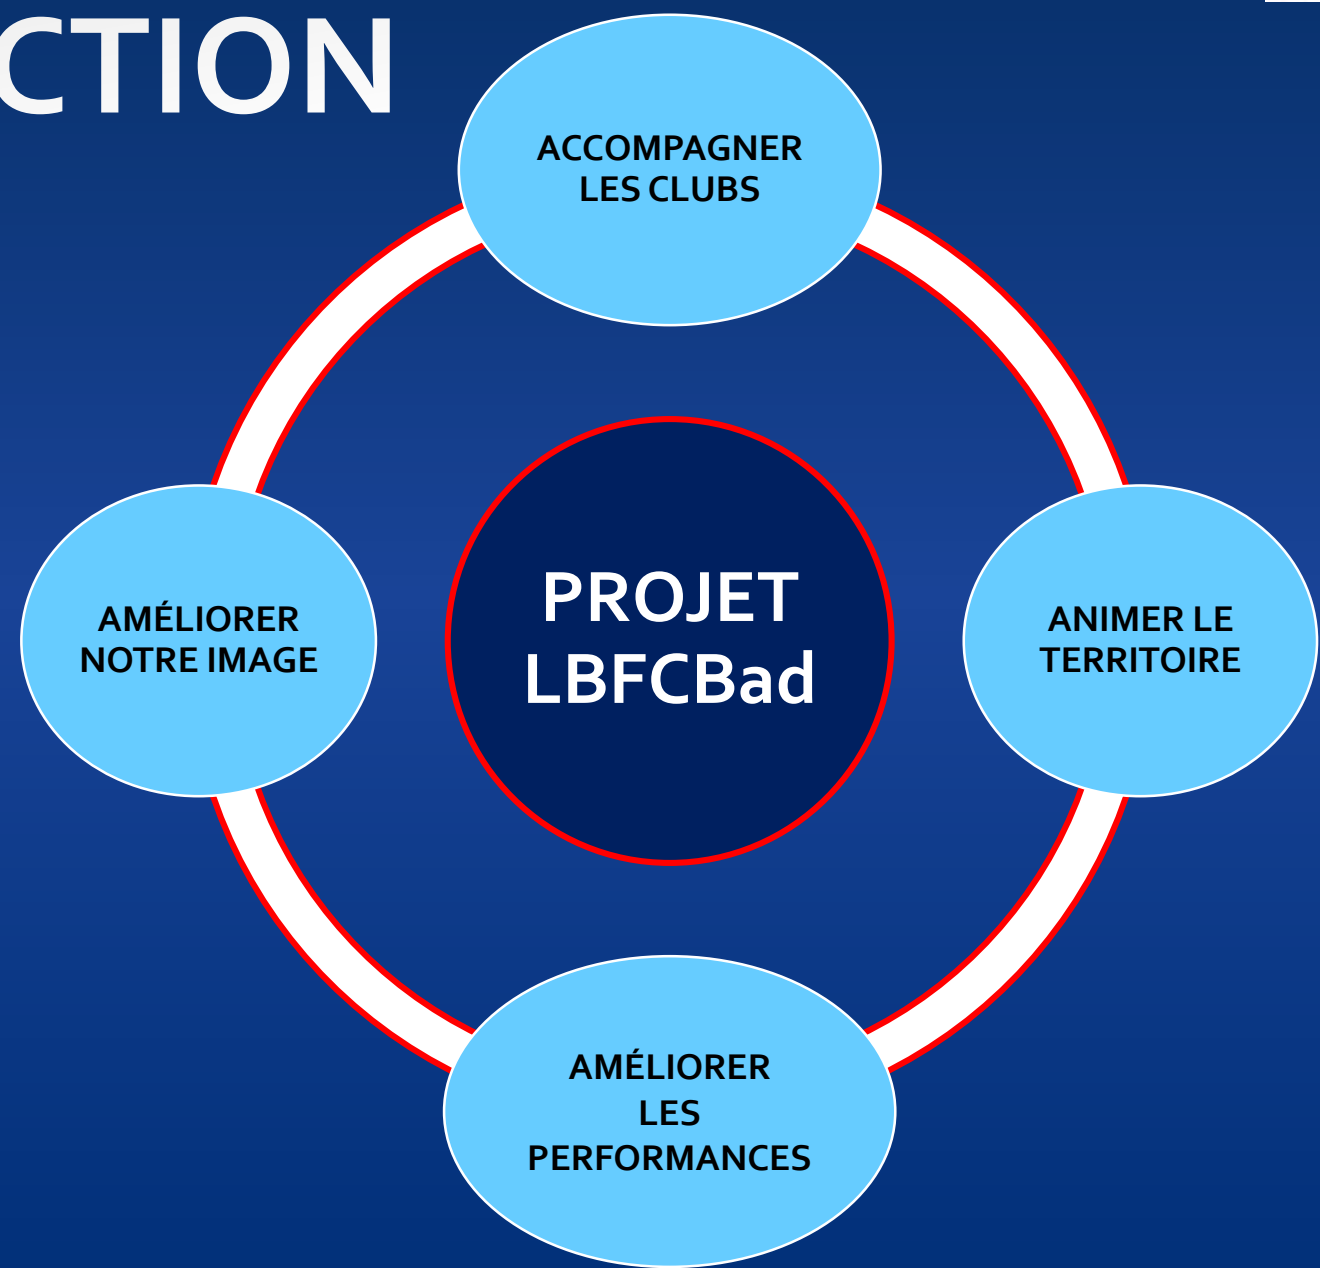 CTION
ACCOMPAGNER
LES CLUBS
AMÉLIORER
NOTRE IMAGE
PROJET
LBFCBad
ANIMER LE
TERRITOIRE
AMÉLIORER
LES
PERFORMANCES